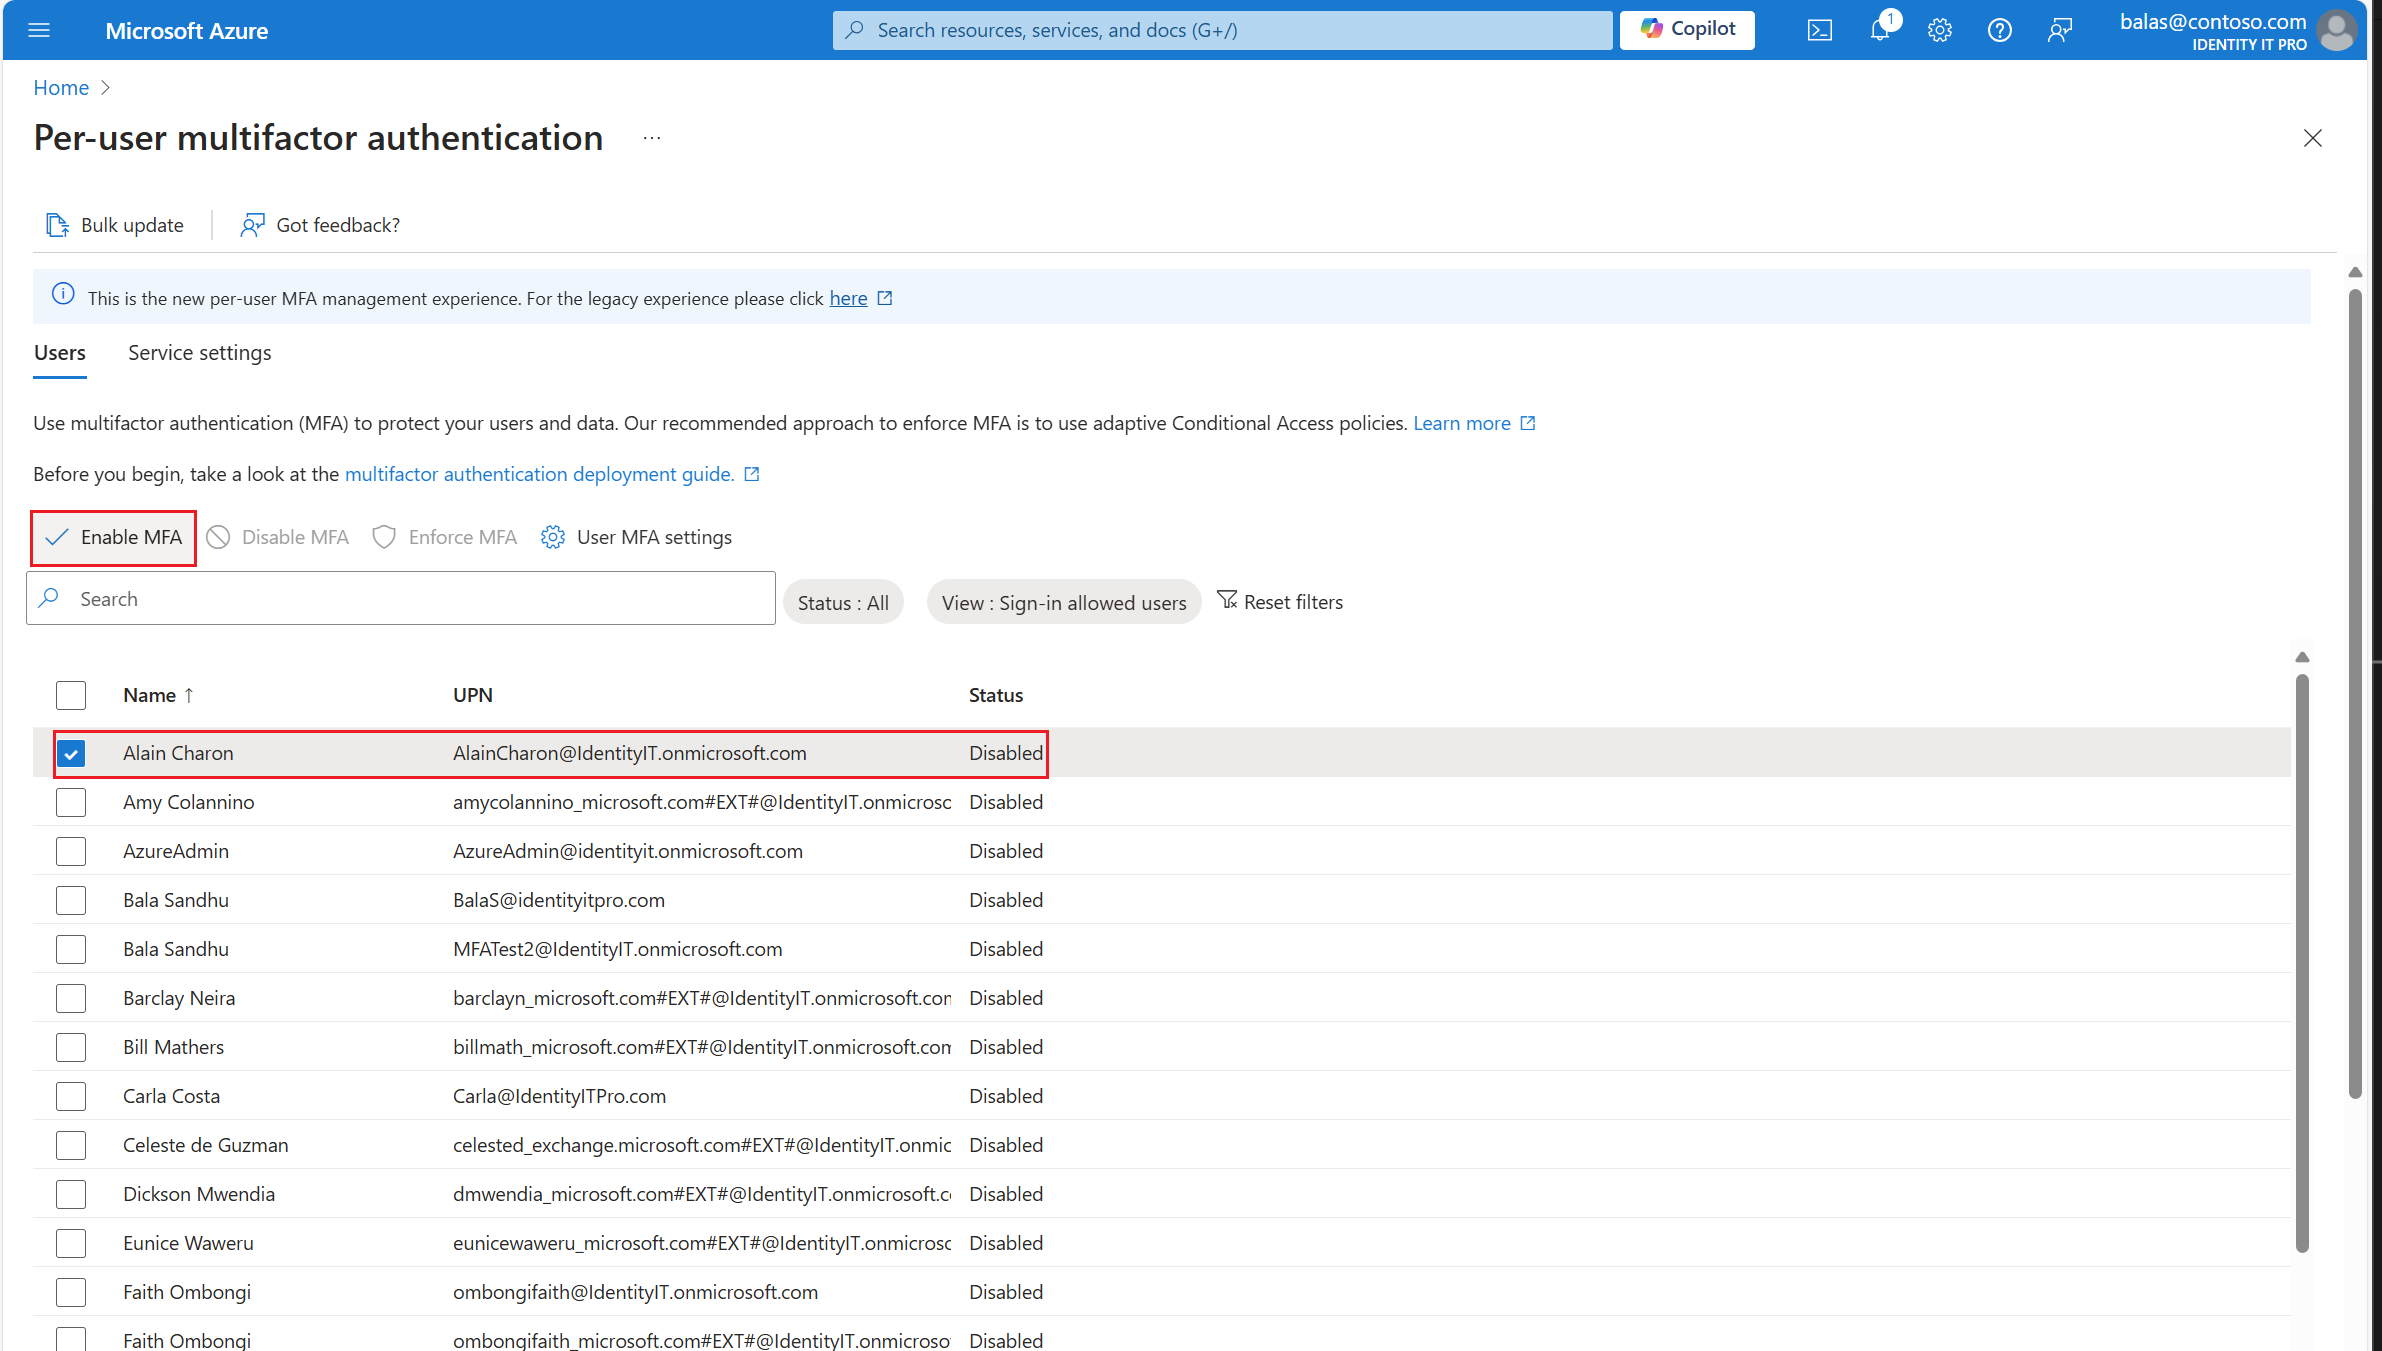 Microsoft Azure
Search resources, services, and docs (G+/)
Copilot
1
balas@contoso.com
IDENTITY IT PRO
Home
Per-user multifactor authentication
Bulk update
Got feedback?
This is the new per-user MFA management experience. For the legacy experience please click here
Users Service settings
Use multifactor authentication (MFA) to protect your users and data. Our recommended approach to enforce MFA is to use adaptive Conditional Access policies. Learn more
Before you begin, take a look at the multifactor authentication deployment guide.
Enable MFA Disable MFA Enforce MFA User MFA settings
Search Status : All View : Sign-in allowed users Reset filters
Name ↑ UPN Status
Alain Charon AlainCharon@IdentityIT.onmicrosoft.com Disabled
Amy Colannino amycolannino_microsoft.com#EXT#@IdentityIT.onmicrosc Disabled
AzureAdmin AzureAdmin@identityit.onmicrosoft.com Disabled
Bala Sandhu BalaS@identityitpro.com Disabled
Bala Sandhu MFATest2@IdentityIT.onmicrosoft.com Disabled
Barclay Neira barclayn_microsoft.com#EXT#@IdentityIT.onmicrosoft.con Disabled
Bill Mathers billmath_microsoft.com#EXT#@IdentityIT.onmicrosoft.com Disabled
Carla Costa Carla@IdentityITPro.com Disabled
Celeste de Guzman celested_exchange.microsoft.com#EXT#@IdentityIT.onmic Disabled
Dickson Mwendia dmwendia_microsoft.com#EXT#@IdentityIT.onmicrosoft.c Disabled
Eunice Waweru eunicewaweru_microsoft.com#EXT#@IdentityIT.onmicrosc Disabled
Faith Ombongi ombongifaith@IdentityIT.onmicrosoft.com Disabled
Faith Ombongi ombongifaith_microsoft.com#EXT#@IdentityIT.onmicroso Disabled